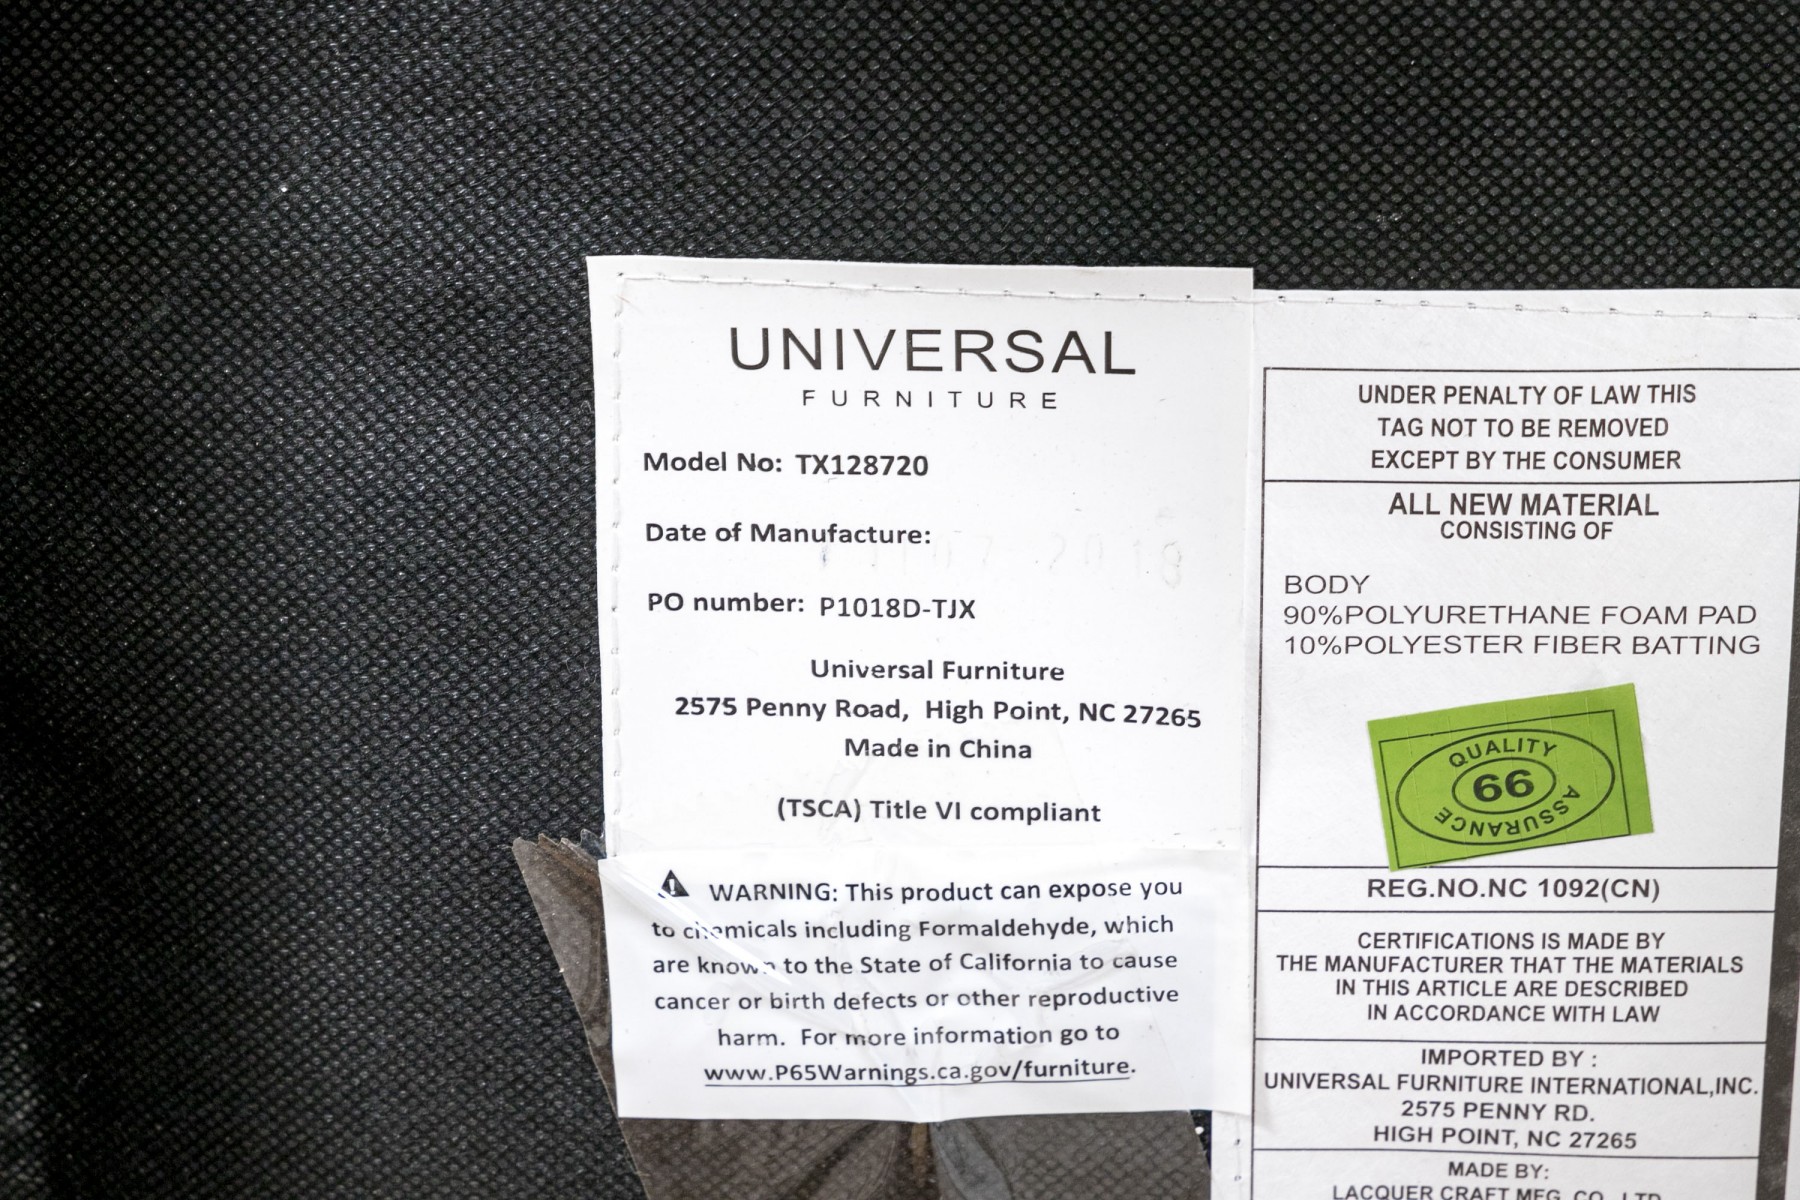 UNIVERSAL
FURNITURE
Model No: TX128720
Date of Manufacture:
PO number: P1018D-TJX
Universal Furniture
2575 Penny Road, High Point, NC 27265
Made in China
(TSCA) Title VI compliant
WARNING: This product can expose you
to chemicals including Formaldehyde, which
are known to the State of California to cause
cancer or birth defects or other reproductive
harm. For more information go to
www.P65Warnings.ca.gov/furniture.
UNDER PENALTY OF LAW THIS
TAG NOT TO BE REMOVED
EXCEPT BY THE CONSUMER
ALL NEW MATERIAL
CONSISTING OF
BODY
90%POLYURETHANE FOAM PAD
10%POLYESTER FIBER BATTING
QUALITY
66
ASSURANCE
REG.NO.NC 1092(CN)
CERTIFICATIONS IS MADE BY
THE MANUFACTURER THAT THE MATERIALS
IN THIS ARTICLE ARE DESCRIBED
IN ACCORDANCE WITH LAW
IMPORTED BY :
UNIVERSAL FURNITURE INTERNATIONAL,INC.
2575 PENNY RD.
HIGH POINT, NC 27265
MADE BY:
LACQUER CRAFT MFG. CO., LTD